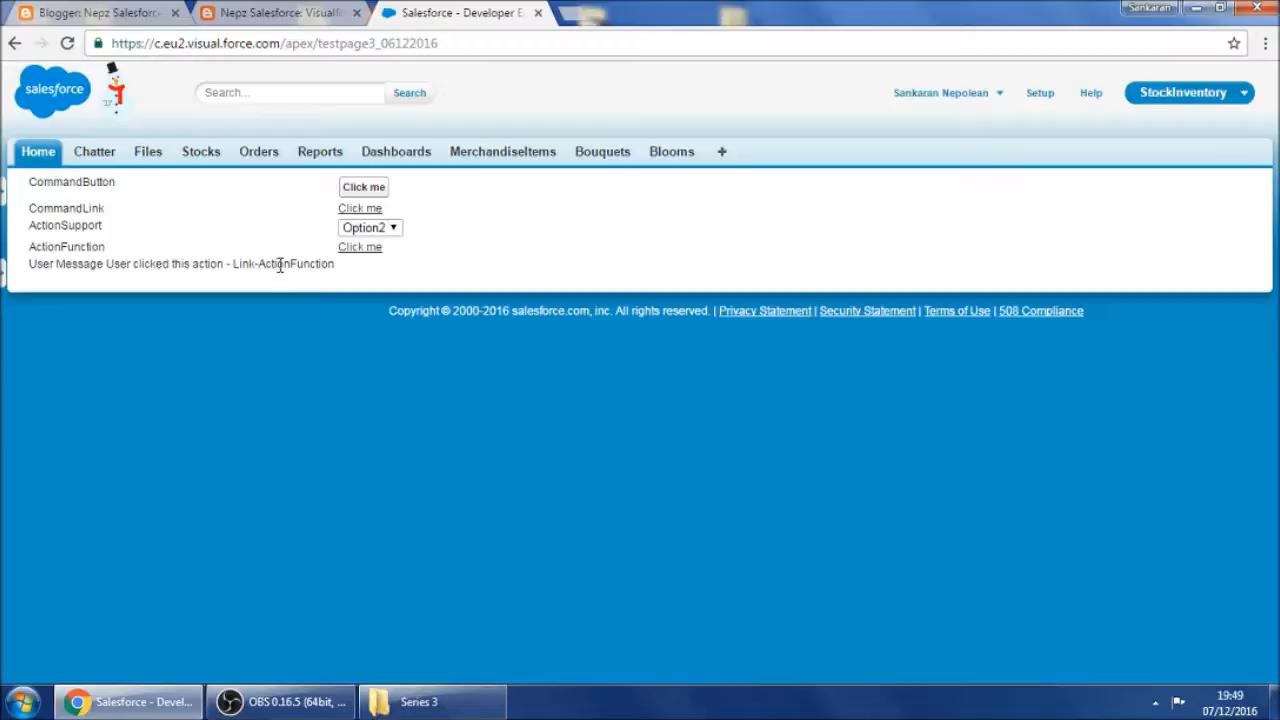 Blogger: Nepz Salesforc
Nepz Salesforce: Visualf
Salesforce - Developer E
Sankaran
https://c.eu2.visual.force.com/apex/testpage3_06122016
salesforce
'17
Search...
Search
Sankaran Nepolean
Setup
Help
StockInventory
Home
Chatter
Files
Stocks
Orders
Reports
Dashboards
MerchandiseItems
Bouquets
Blooms
+
CommandButton
Click me
CommandLink
Click me
ActionSupport
Option2
ActionFunction
Click me
User Message User clicked this action - Link-ActionFunction
Copyright © 2000-2016 salesforce.com, inc. All rights reserved. | Privacy Statement | Security Statement | Terms of Use | 508 Compliance
Salesforce - Devel...
OBS 0.16.5 (64bit, ...
Series 3
19:49
07/12/2016